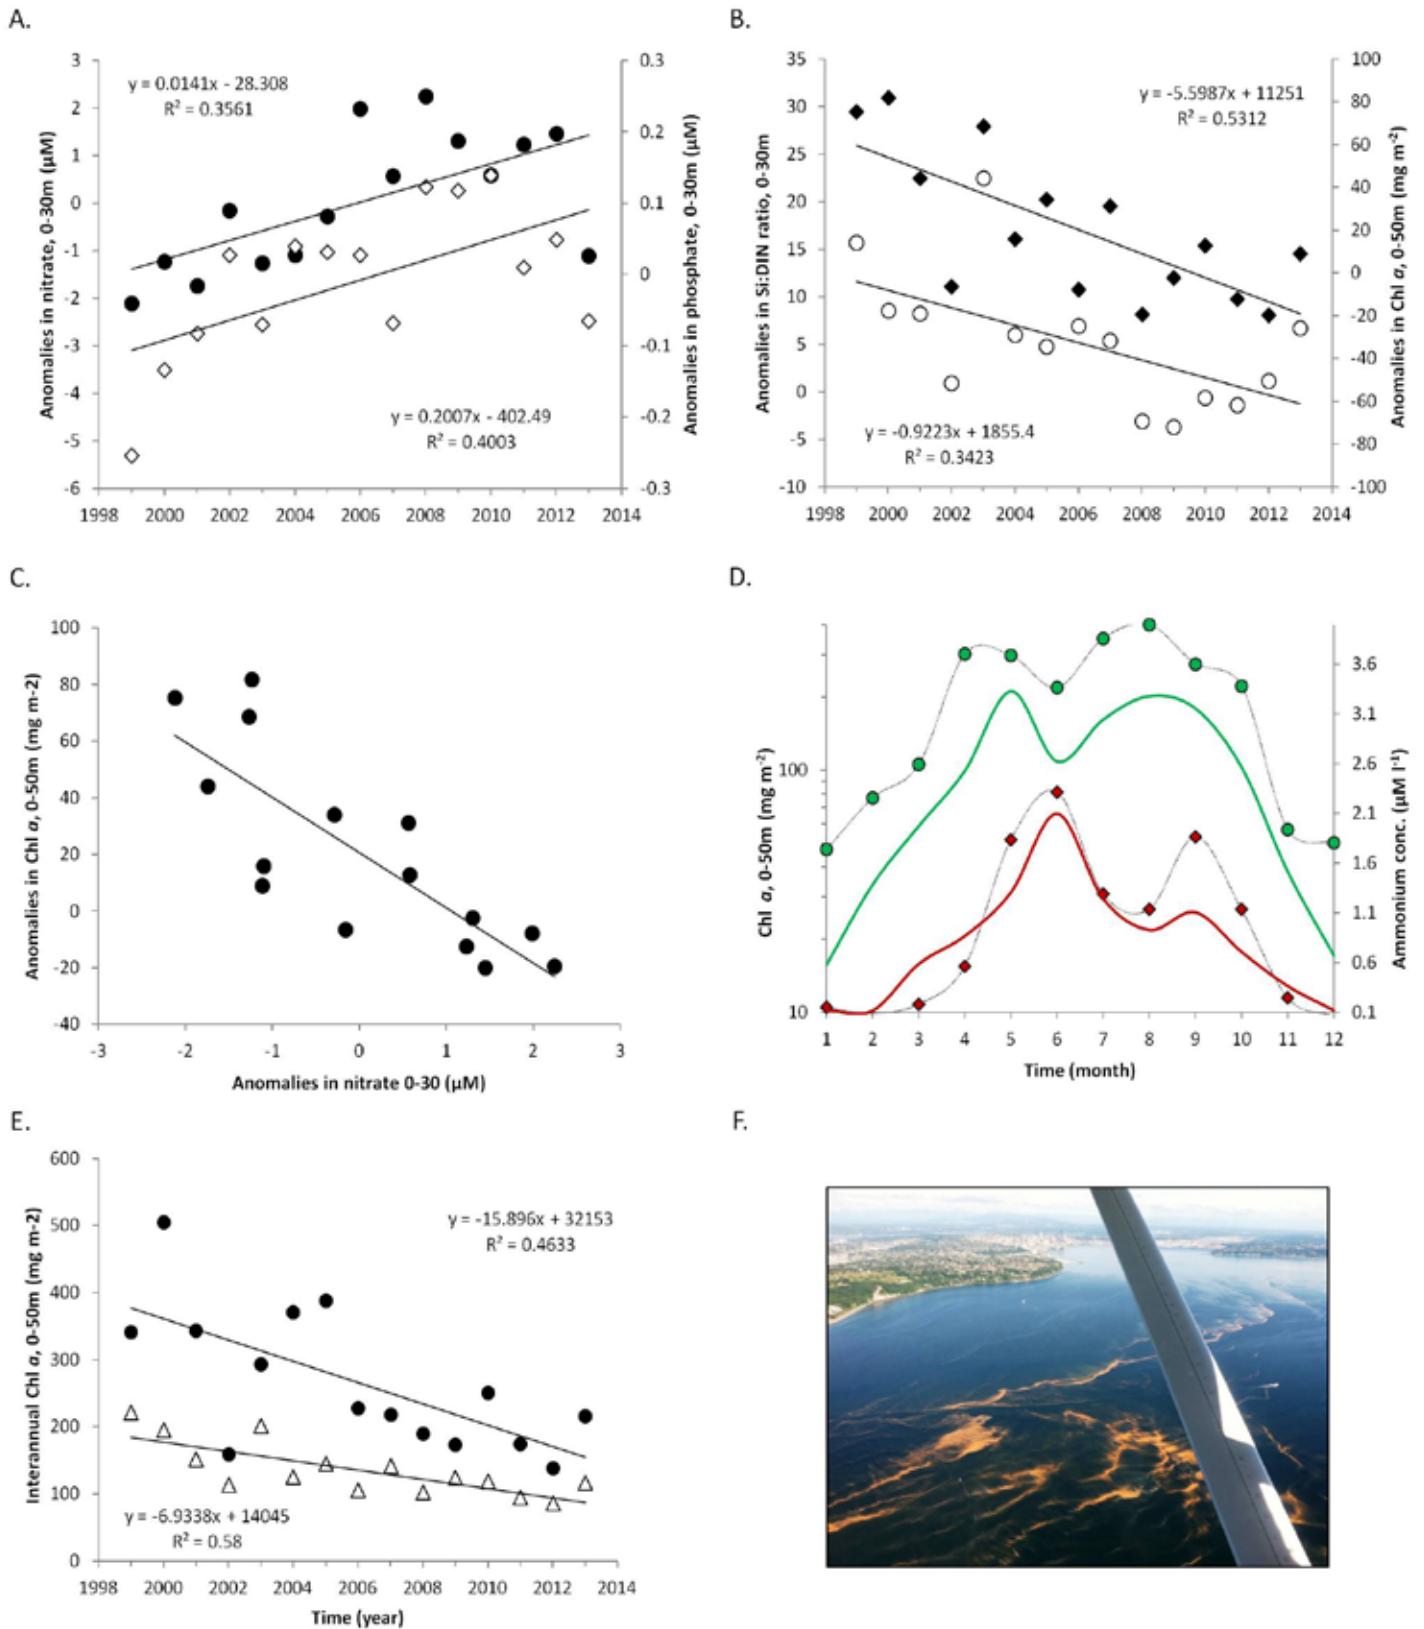 A.
y = 0.0141x - 28.308
R² = 0.3561
y = 0.2007x - 402.49
R² = 0.4003
Anomalies in nitrate, 0-30m (µM)
3
2
1
0
-1
-2
-3
-4
-5
-6
Anomalies in phosphate, 0-30m (µM)
0.3
0.2
0.1
0
-0.1
-0.2
-0.3
1998 2000 2002 2004 2006 2008 2010 2012 2014
B.
y = -5.5987x + 11251
R² = 0.5312
y = -0.9223x + 1855.4
R² = 0.3423
Anomalies in Si:DIN ratio, 0-30m
35
30
25
20
15
10
5
0
-5
-10
Anomalies in Chl a, 0-50m (mg m⁻²)
100
80
60
40
20
0
-20
-40
-60
-80
-100
1998 2000 2002 2004 2006 2008 2010 2012 2014
C.
Anomalies in Chl a, 0-50m (mg m-2)
100
80
60
40
20
0
-20
-40
-3 -2 -1 0 1 2 3
Anomalies in nitrate 0-30 (µM)
D.
Chl a, 0-50m (mg m⁻²)
100
10
Ammonium conc. (µM l⁻¹)
3.6
3.1
2.6
2.1
1.6
1.1
0.6
0.1
1 2 3 4 5 6 7 8 9 10 11 12
Time (month)
E.
y = -15.896x + 32153
R² = 0.4633
y = -6.9338x + 14045
R² = 0.58
Interannual Chl a, 0-50m (mg m-2)
600
500
400
300
200
100
0
1998 2000 2002 2004 2006 2008 2010 2012 2014
Time (year)
F.